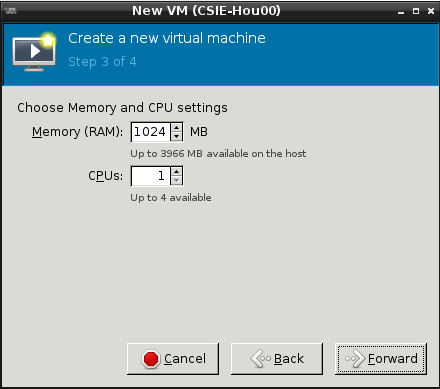 New VM (CSIE-Hou00)
Create a new virtual machine
Step 3 of 4
Choose Memory and CPU settings
Memory (RAM): 1024 MB
Up to 3966 MB available on the host
CPUs: 1
Up to 4 available
Cancel Back Forward